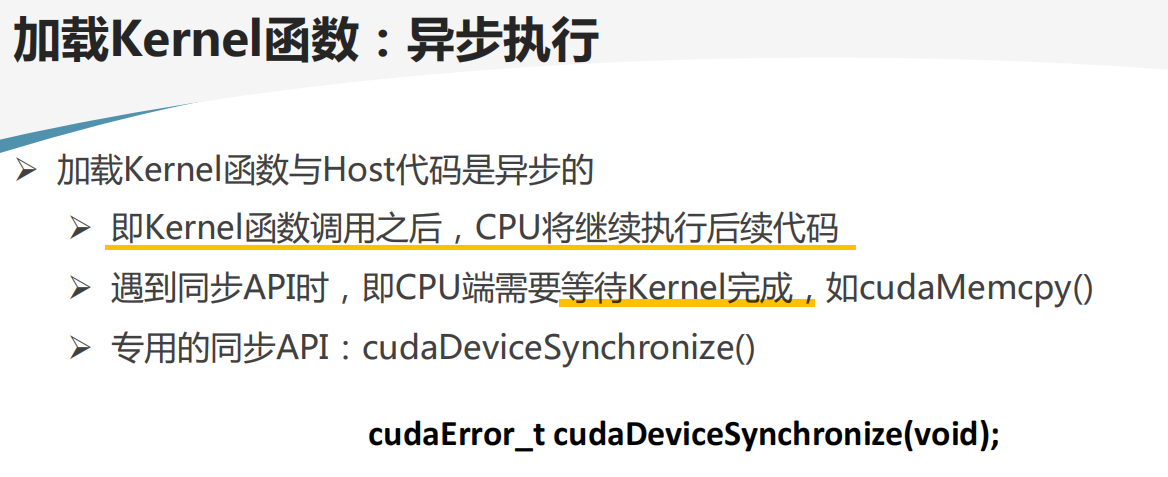 加载Kernel函数：异步执行
➢ 加载Kernel函数与Host代码是异步的
➢ 即Kernel函数调用之后，CPU将继续执行后续代码
➢ 遇到同步API时，即CPU端需要等待Kernel完成，如cudaMemcpy()
➢ 专用的同步API：cudaDeviceSynchronize()
cudaError_t cudaDeviceSynchronize(void);